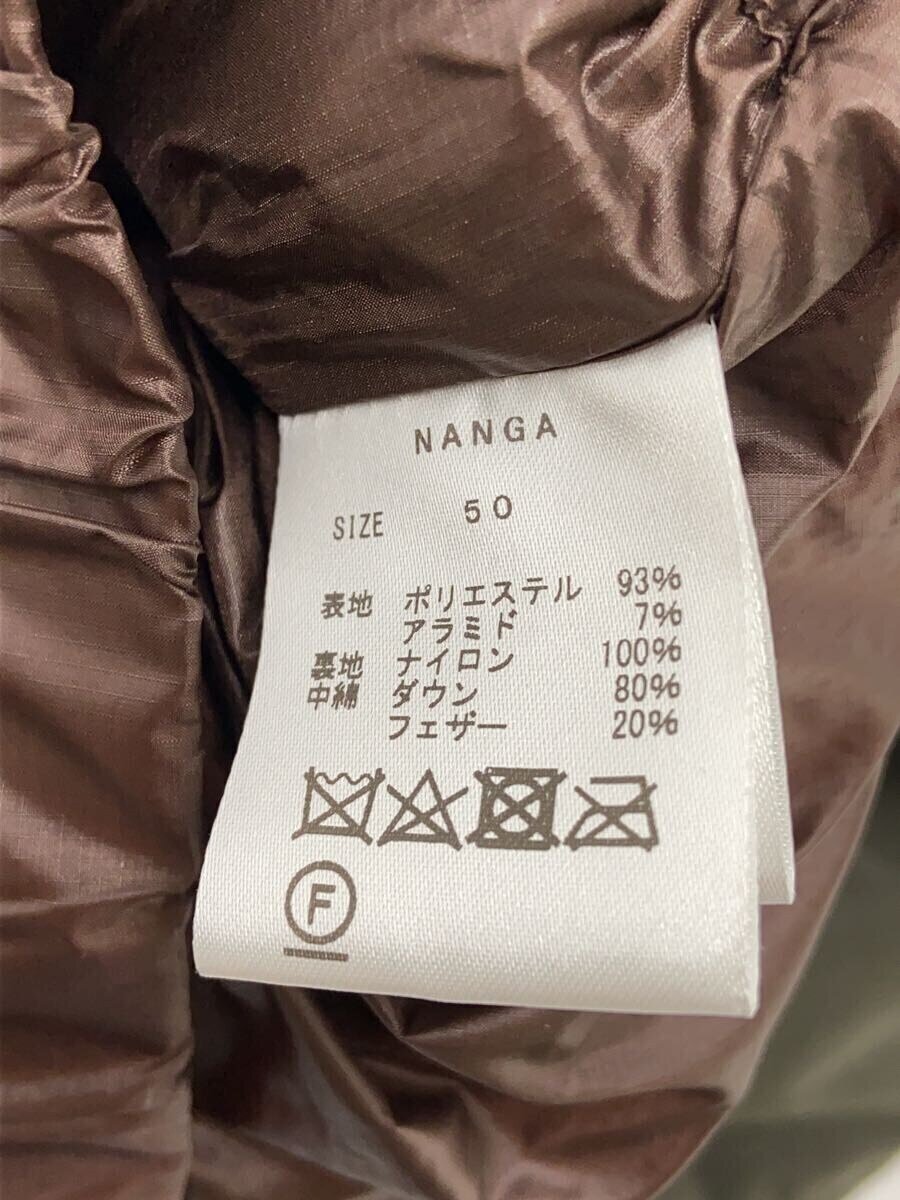 NANGA
SIZE 50
表地 ポリエステル 93%
アラミド 7%
裏地 ナイロン 100%
中綿 ダウン 80%
フェザー 20%
F